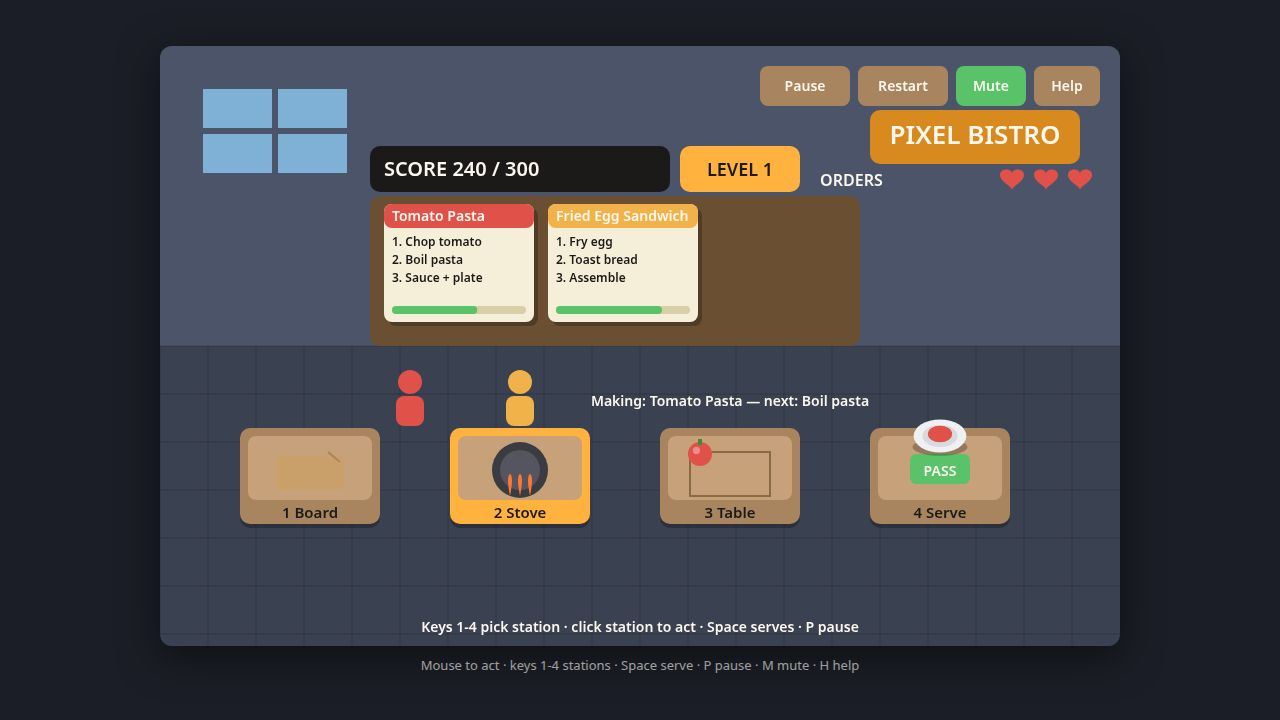 Pause
Restart
Mute
Help
PIXEL BISTRO
SCORE 240 / 300
LEVEL 1
ORDERS
Tomato Pasta
1. Chop tomato
2. Boil pasta
3. Sauce + plate
Fried Egg Sandwich
1. Fry egg
2. Toast bread
3. Assemble
Making: Tomato Pasta — next: Boil pasta
PASS
1 Board
2 Stove
3 Table
4 Serve
Keys 1-4 pick station · click station to act · Space serves · P pause
Mouse to act · keys 1-4 stations · Space serve · P pause · M mute · H help